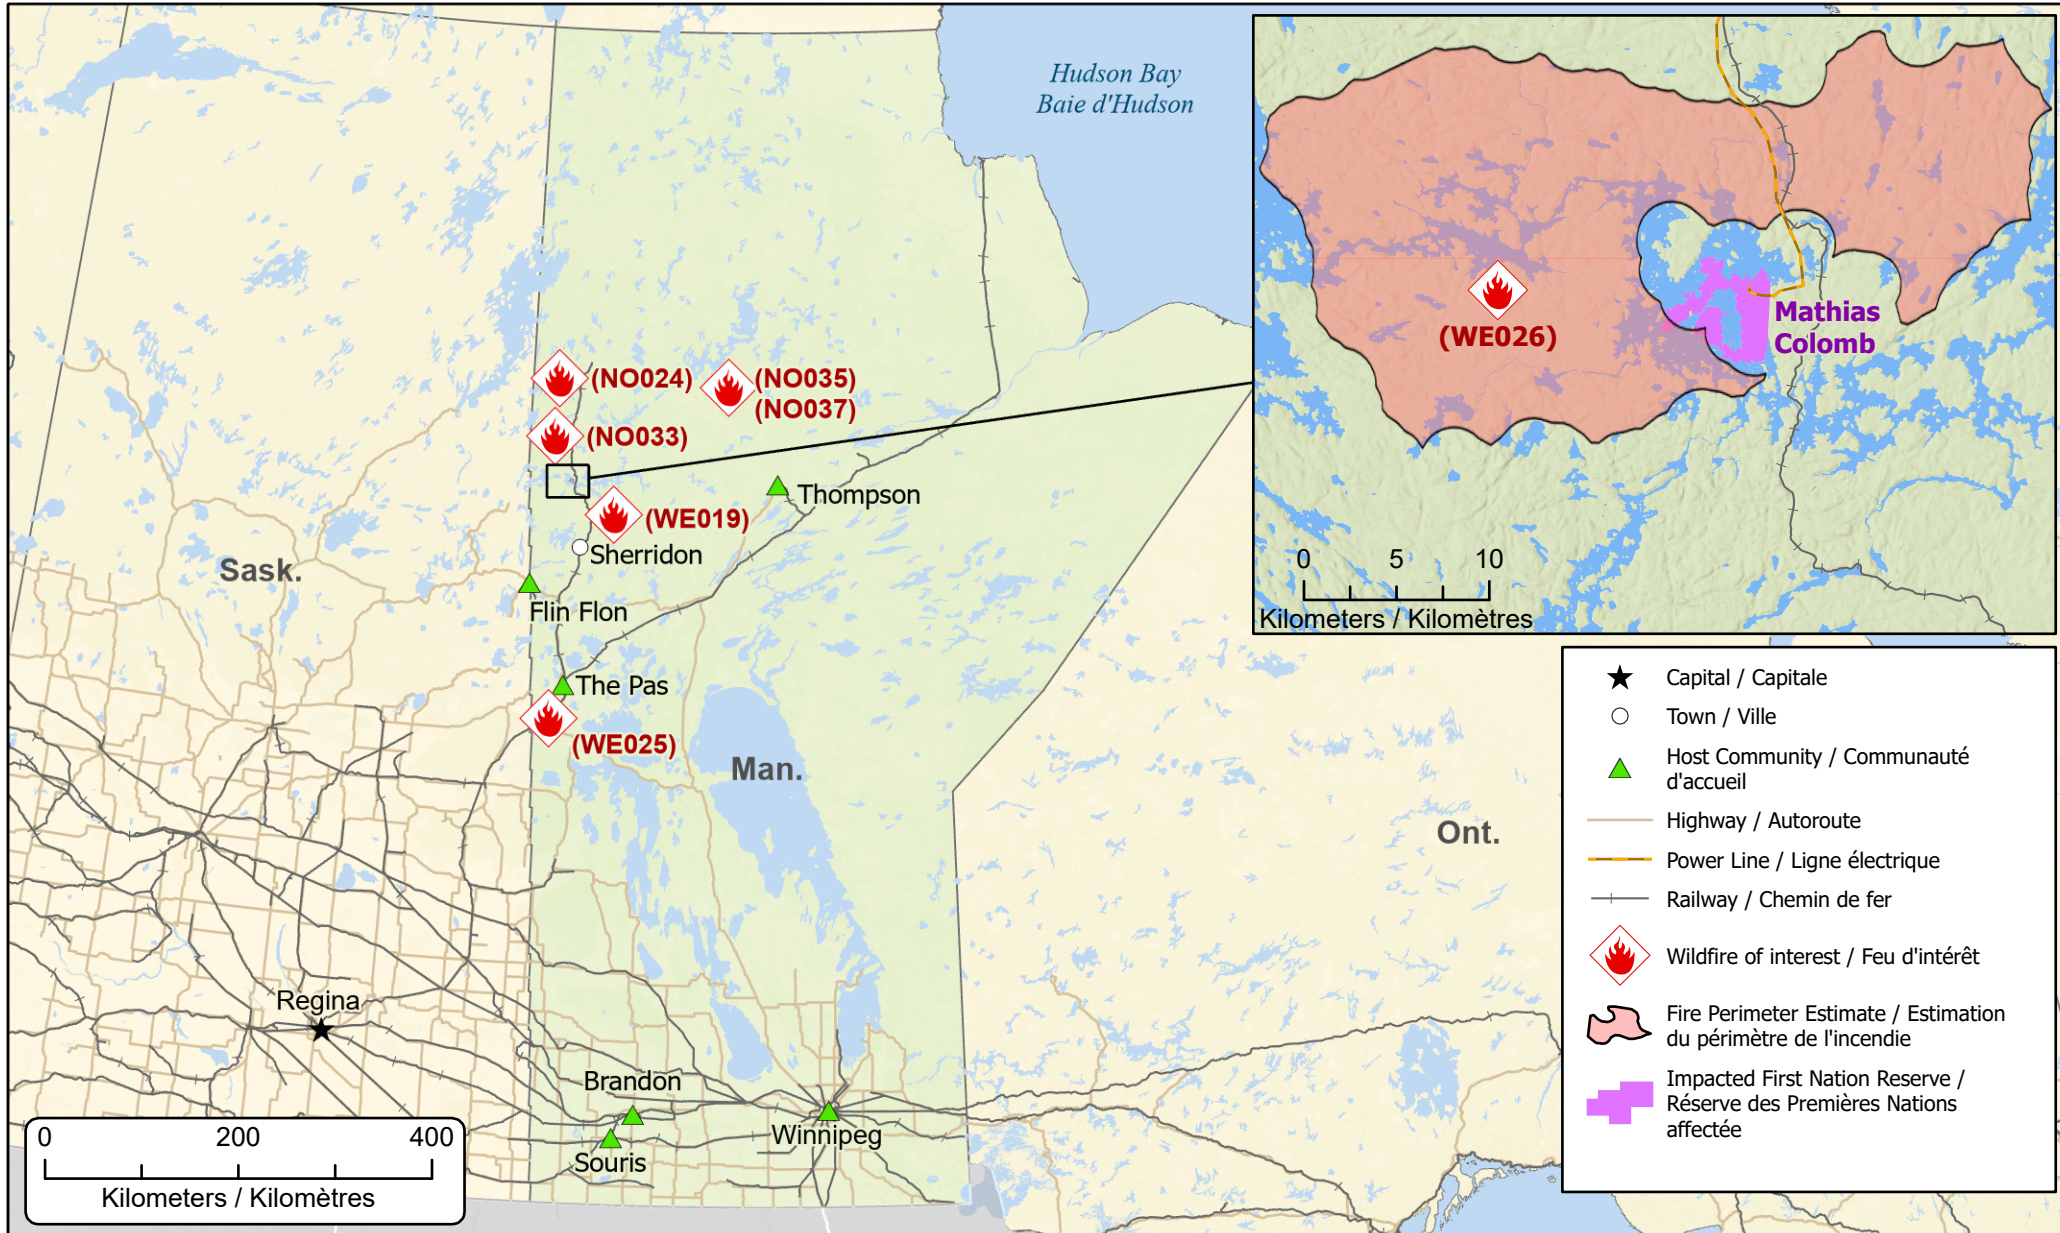 Hudson Bay
Baie d'Hudson
(NO024)
(NO035)
(NO037)
(NO033)
Thompson
(WE019)
Sherridon
Sask.
Flin Flon
The Pas
(WE025)
Man.
Ont.
Regina
Brandon
Winnipeg
Souris
0 200 400
Kilometers / Kilomètres
(WE026)
Mathias
Colomb
0 5 10
Kilometers / Kilomètres
Capital / Capitale
Town / Ville
Host Community / Communauté
d'accueil
Highway / Autoroute
Power Line / Ligne électrique
Railway / Chemin de fer
Wildfire of interest / Feu d'intérêt
Fire Perimeter Estimate / Estimation
du périmètre de l'incendie
Impacted First Nation Reserve /
Réserve des Premières Nations
affectée